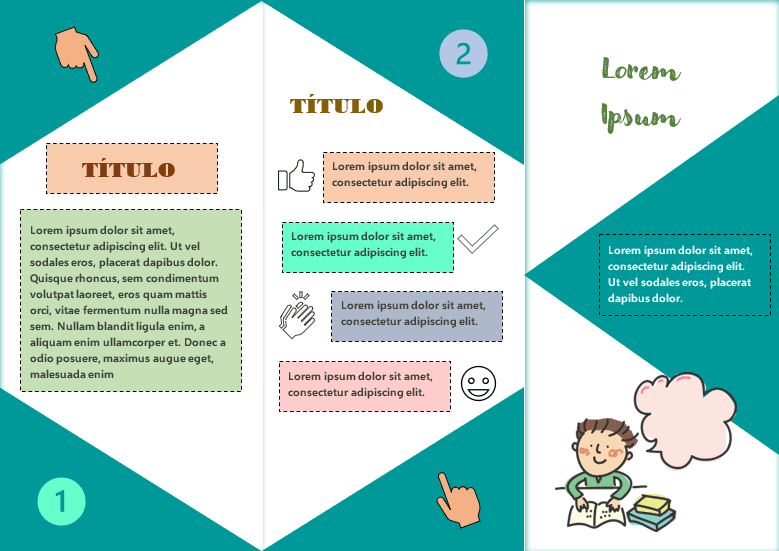 TÍTULO
Lorem ipsum dolor sit amet,
consectetur adipiscing elit. Ut vel
sodales eros, placerat dapibus dolor.
Quisque rhoncus, sem condimentum
volutpat laoreet, eros quam mattis
orci, vitae fermentum nulla magna sed
sem. Nullam blandit ligula enim, a
aliquam enim ullamcorper et. Donec a
odio posuere, maximus augue eget,
malesuada enim
1
2
TÍTULO
Lorem ipsum dolor sit amet,
consectetur adipiscing elit.
Lorem ipsum dolor sit amet,
consectetur adipiscing elit.
Lorem ipsum dolor sit amet,
consectetur adipiscing elit.
Lorem ipsum dolor sit amet,
consectetur adipiscing elit.
Lorem
Ipsum
Lorem ipsum dolor sit amet,
consectetur adipiscing elit.
Ut vel sodales eros, placerat
dapibus dolor.